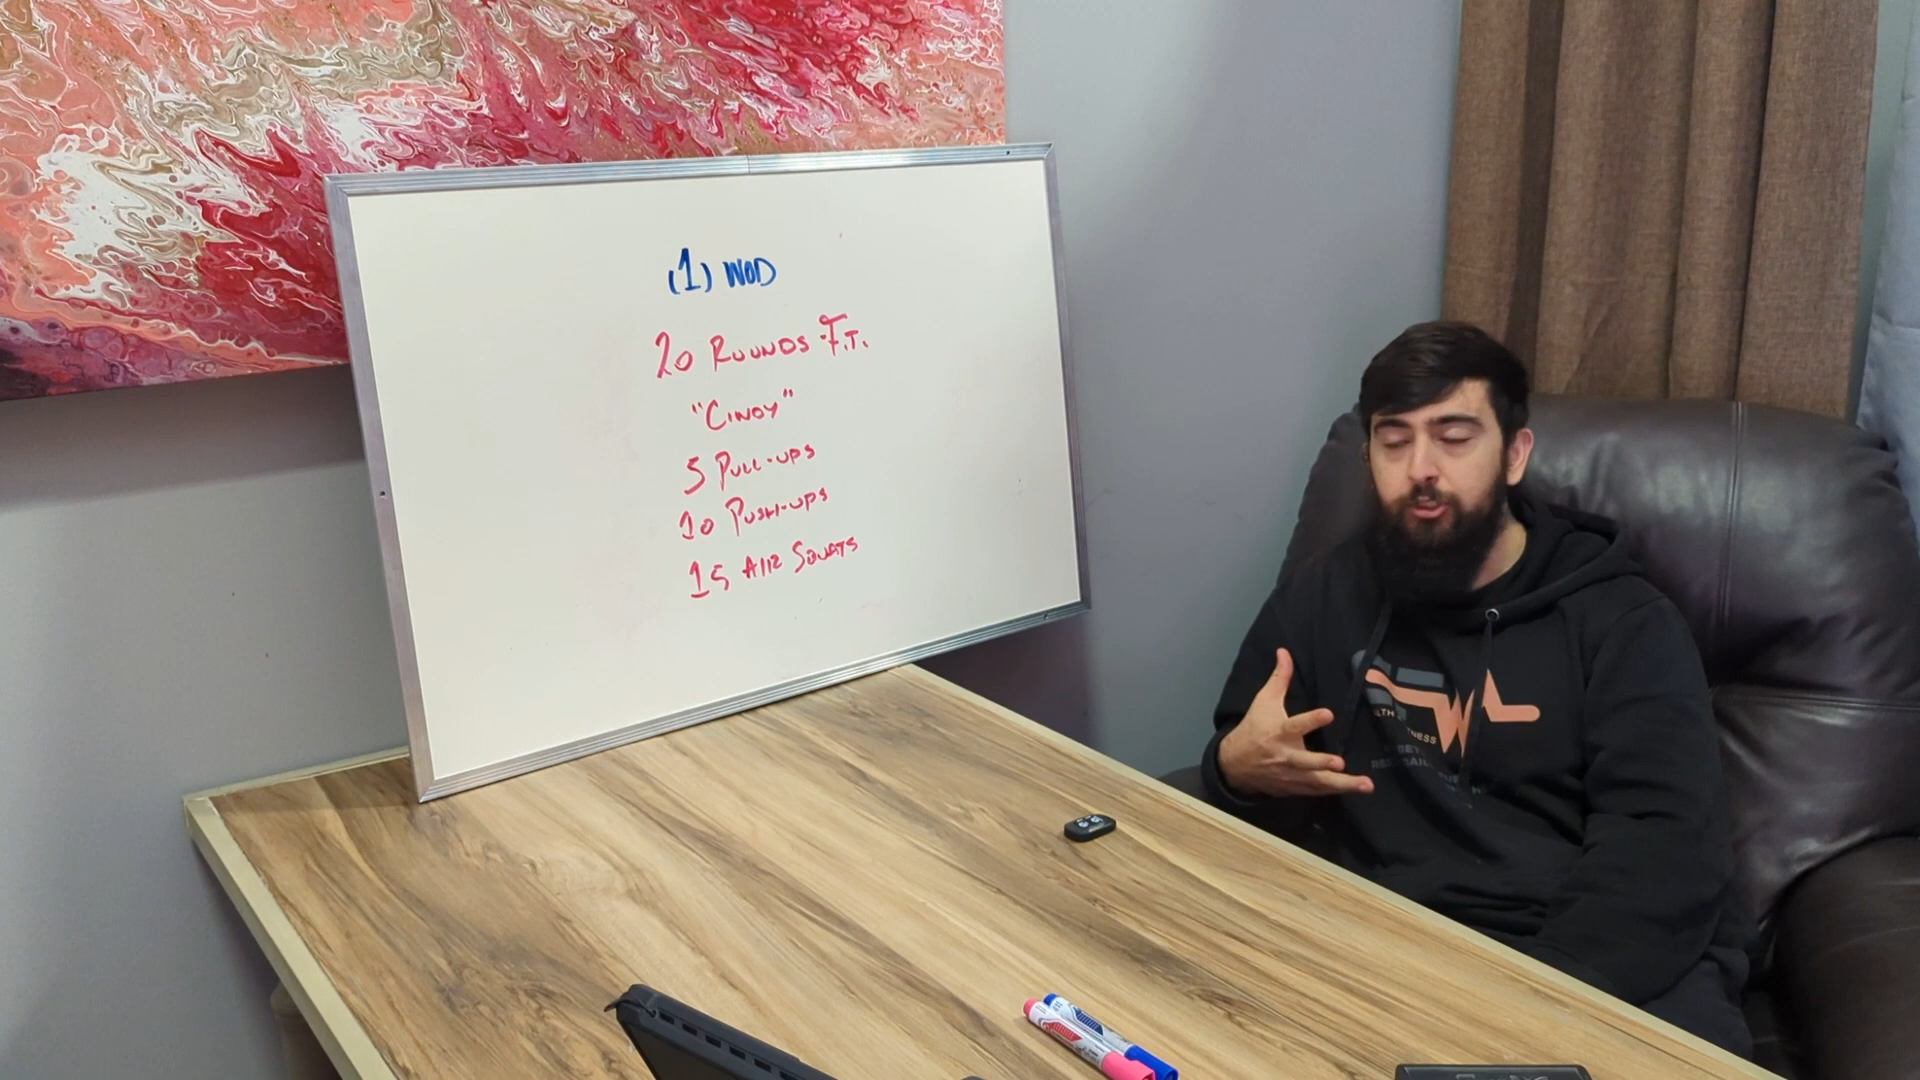 (1) WOD
20 ROUNDS F.T.
"CINDY"
5 PULL-UPS
10 PUSH-UPS
15 AIR SQUATS